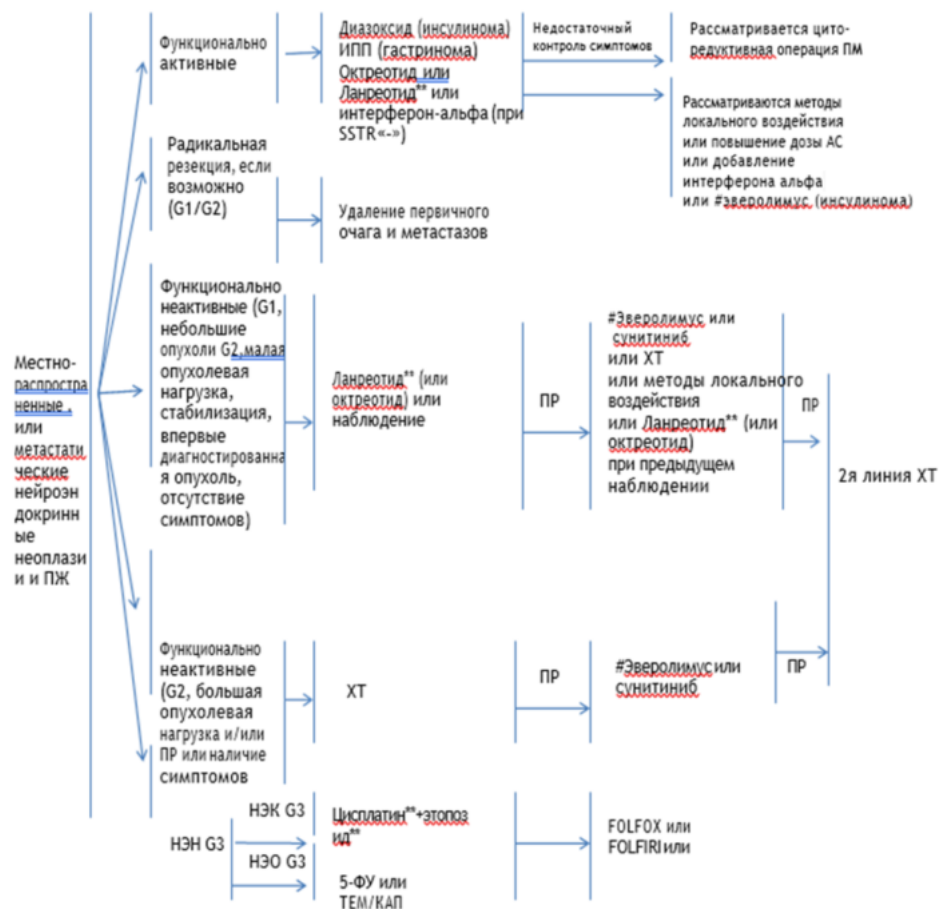 Функционально
активные
Диазоксид (инсулинома)
ИПП (гастринома)
Октреотид или
Ланреотид** или
интерферон-альфа (при
SSTR«-»)
Недостаточный
контроль симптомов
Рассматривается цито-
редуктивная операция ПМ
Рассматриваются методы
локального воздействия
или повышение дозы АС
или добавление
интерферона альфа
или #эверолимус (инсулинома)
Радикальная
резекция, если
возможно
(G1/G2)
Удаление первичного
очага и метастазов
Местно-
распростра
ненные ,
или
метастати
ческие
нейроэн
докринн
ые
неоплази
и и ПЖ
Функционально
неактивные (G1,
небольшие
опухоли G2,малая
опухолевая
нагрузка,
стабилизация,
впервые
диагностированна
я опухоль,
отсутствие
симптомов)
Ланреотид** (или
октреотид) или
наблюдение
ПР
#Эверолимус или
сунитиниб
или ХТ
или методы локального
воздействия
или Ланреотид** (или
октреотид)
при предыдущем
наблюдении
ПР
2я линия ХТ
Функционально
неактивные
(G2, большая
опухолевая
нагрузка и/или
ПР или наличие
симптомов
ХТ
ПР
#Эверолимус или
сунитиниб
ПР
НЭН G3
НЭК G3
Цисплатин**+этопоз
ид**
FOLFOX или
FOLFIRI или
НЭО G3
5-ФУ или
ТЕМ/КАП